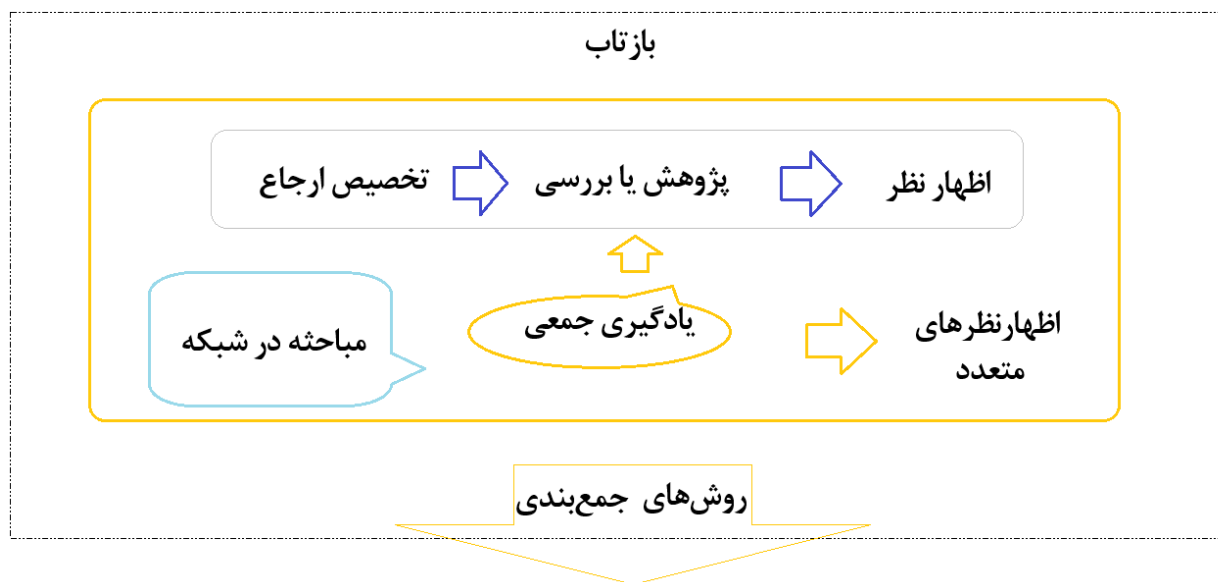 بازتاب
تخصیص ارجاع
پژوهش یا بررسی
اظهار نظر
مباحثه در شبکه
یادگیری جمعی
اظهارنظرهای
متعدد
روش‌های جمع‌بندی